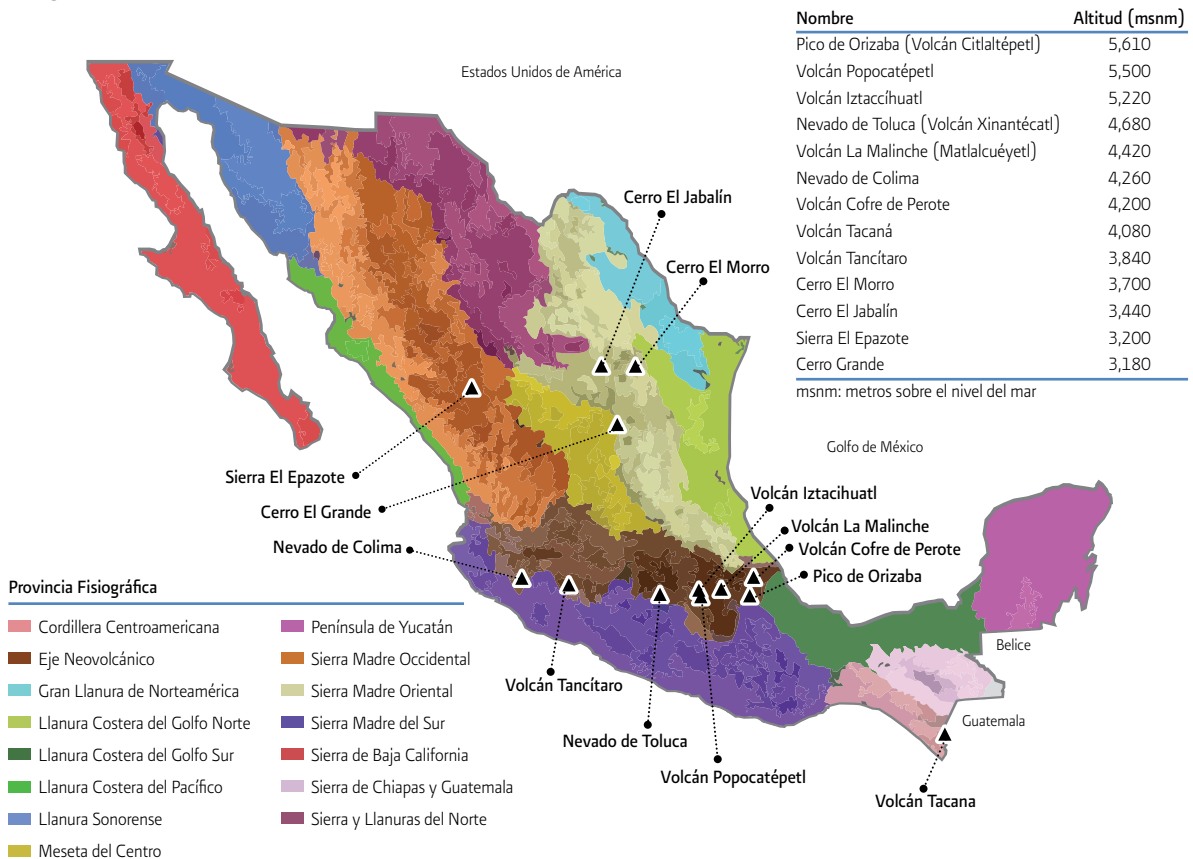 Nombre Altitud (msnm)
Pico de Orizaba (Volcán Citlaltépetl) 5,610
Volcán Popocatépetl 5,500
Volcán Iztaccíhuatl 5,220
Nevado de Toluca (Volcán Xinantécatl) 4,680
Volcán La Malinche (Matlalcuéyetl) 4,420
Nevado de Colima 4,260
Volcán Cofre de Perote 4,200
Volcán Tacaná 4,080
Volcán Tancítaro 3,840
Cerro El Morro 3,700
Cerro El Jabalín 3,440
Sierra El Epazote 3,200
Cerro Grande 3,180
msnm: metros sobre el nivel del mar
Estados Unidos de América
Cerro El Jabalín
Cerro El Morro
Golfo de México
Sierra El Epazote
Cerro El Grande
Nevado de Colima
Volcán Iztacihuatl
Volcán La Malinche
Volcán Cofre de Perote
Pico de Orizaba
Belice
Guatemala
Volcán Tancítaro
Nevado de Toluca
Volcán Popocatépetl
Volcán Tacana
Provincia Fisiográfica
Cordillera Centroamericana
Eje Neovolcánico
Gran Llanura de Norteamérica
Llanura Costera del Golfo Norte
Llanura Costera del Golfo Sur
Llanura Costera del Pacífico
Llanura Sonorense
Meseta del Centro
Península de Yucatán
Sierra Madre Occidental
Sierra Madre Oriental
Sierra Madre del Sur
Sierra de Baja California
Sierra de Chiapas y Guatemala
Sierra y Llanuras del Norte